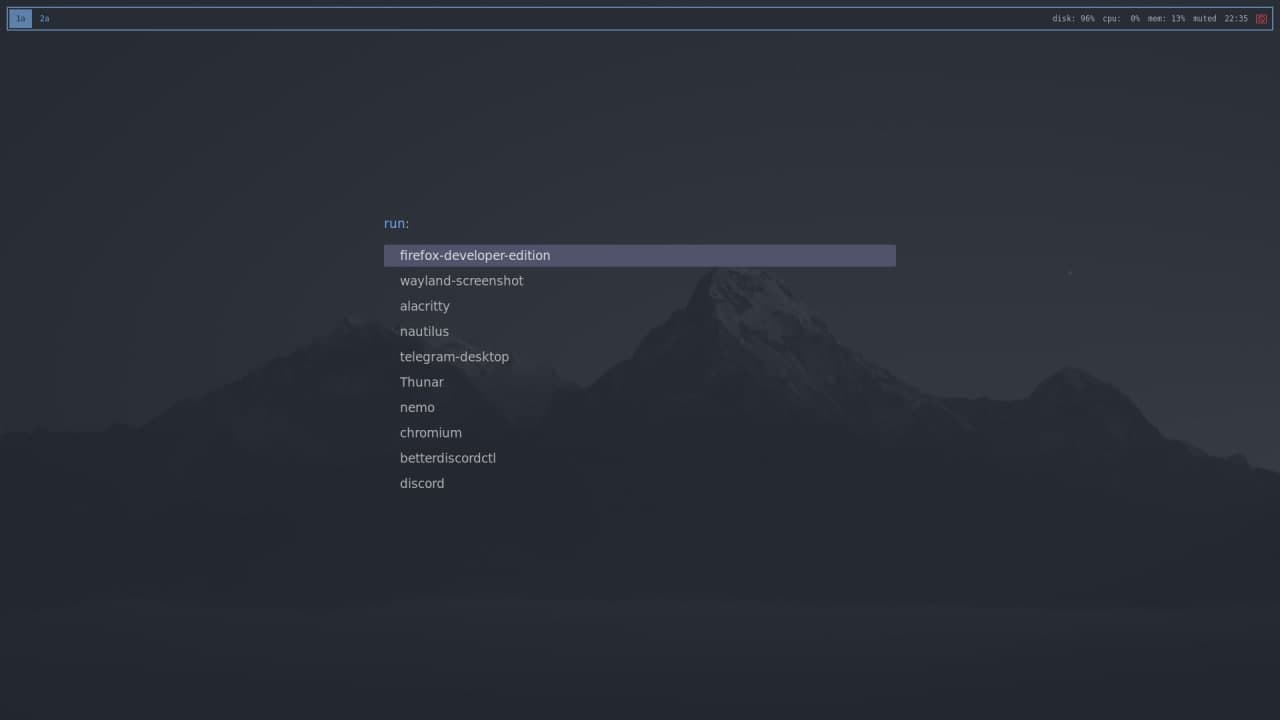 1a 2a disk: 96% cpu: 0% mem: 13% muted 22:35
run:
firefox-developer-edition
wayland-screenshot
alacritty
nautilus
telegram-desktop
Thunar
nemo
chromium
betterdiscordctl
discord